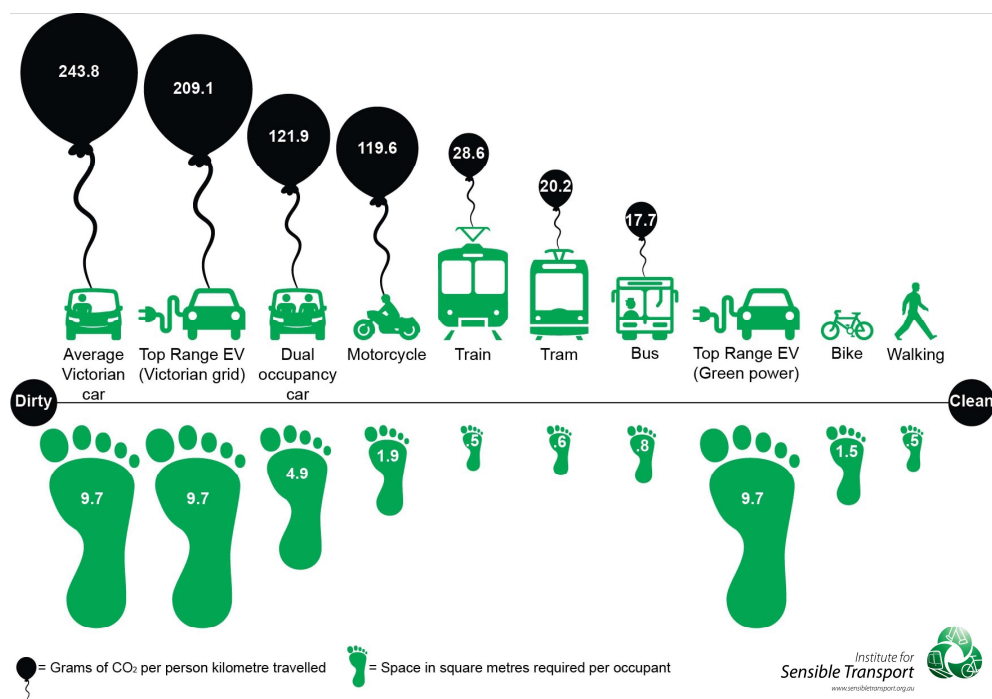 243.8
209.1
121.9
119.6
28.6
20.2
17.7
Average
Victorian
car
Top Range EV
(Victorian grid)
Dual
occupancy
car
Motorcycle
Train
Tram
Bus
Top Range EV
(Green power)
Bike
Walking
Dirty
Clean
9.7
9.7
4.9
1.9
.5
.6
.8
9.7
1.5
.5
= Grams of CO₂ per person kilometre travelled
= Space in square metres required per occupant
Institute for
Sensible Transport
www.sensibletransport.org.au